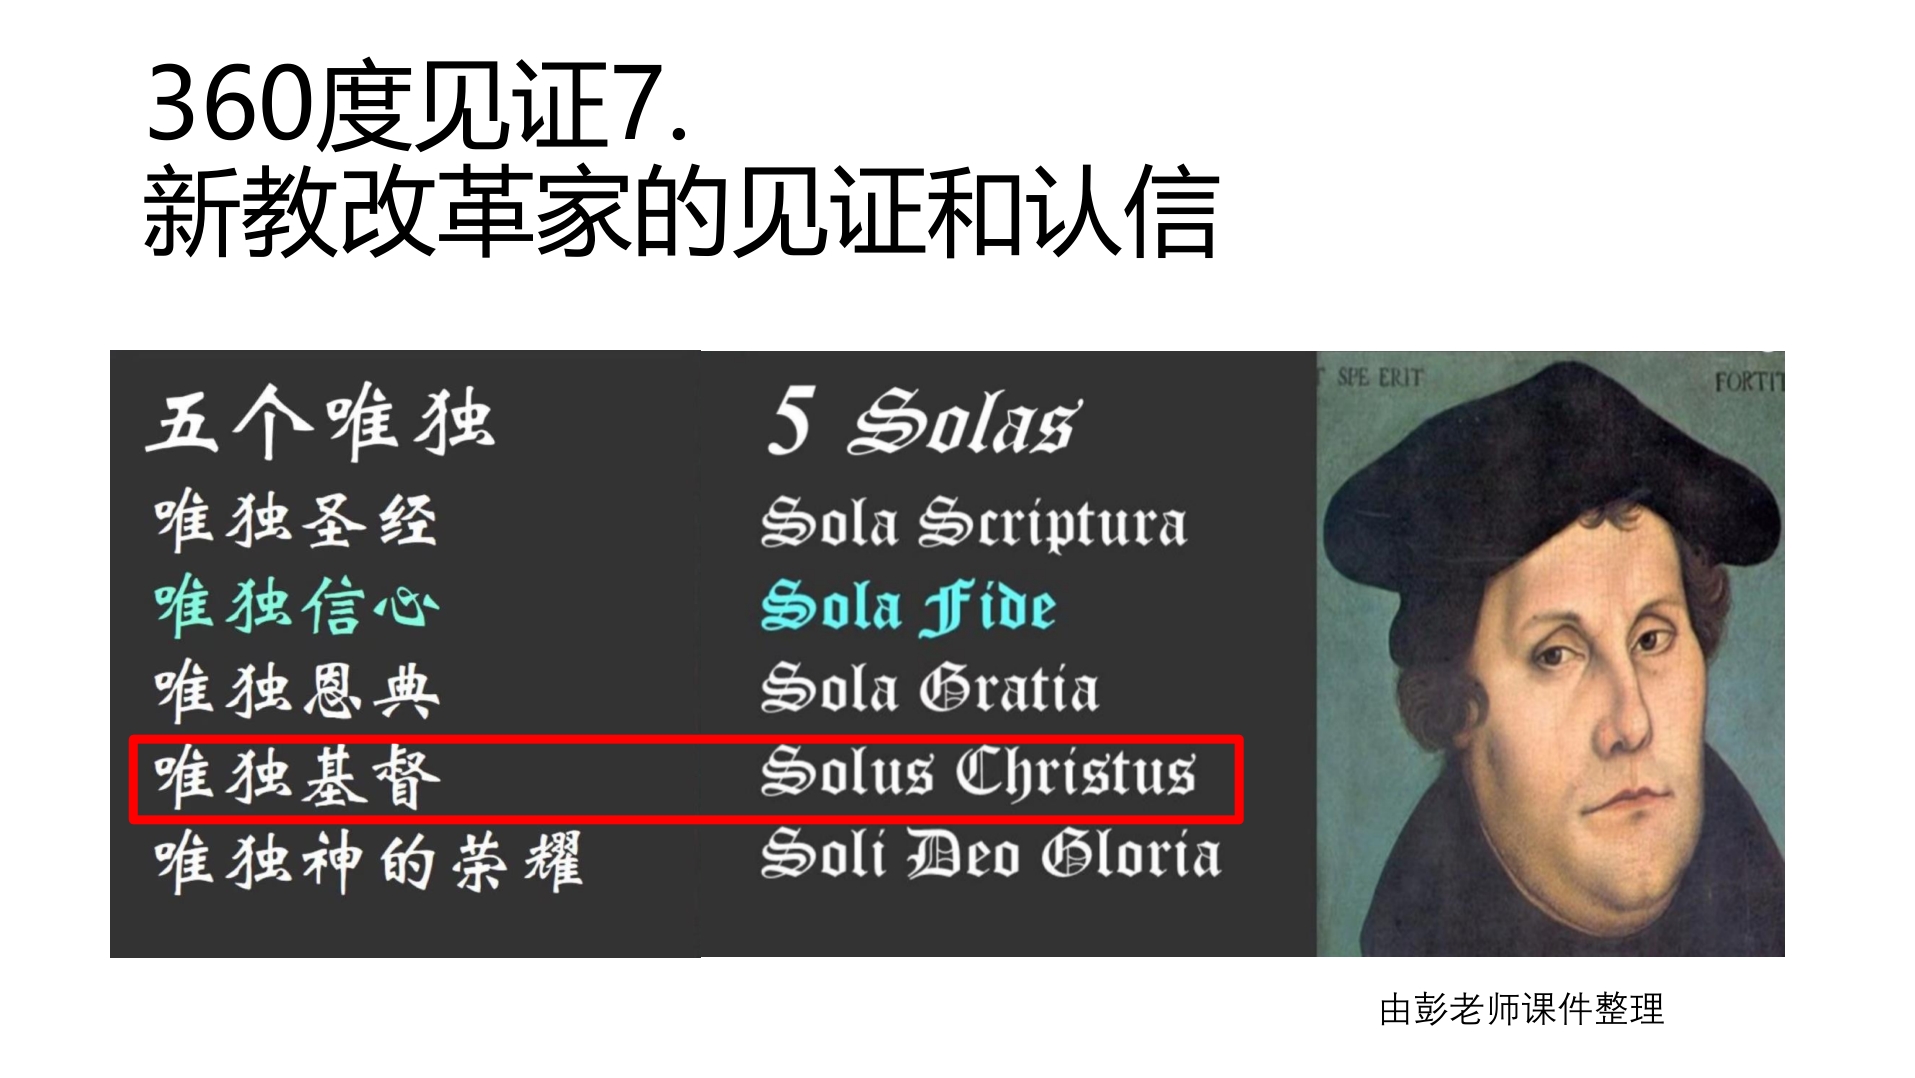 360度见证7.
新教改革家的见证和认信
五个唯独
唯独圣经
唯独信心
唯独恩典
唯独基督
唯独神的荣耀
5 Solas
Sola Scriptura
Sola Fide
Sola Gratia
Solus Christus
Soli Deo Gloria
T SPE ERIT
FORTIT
由彭老师课件整理